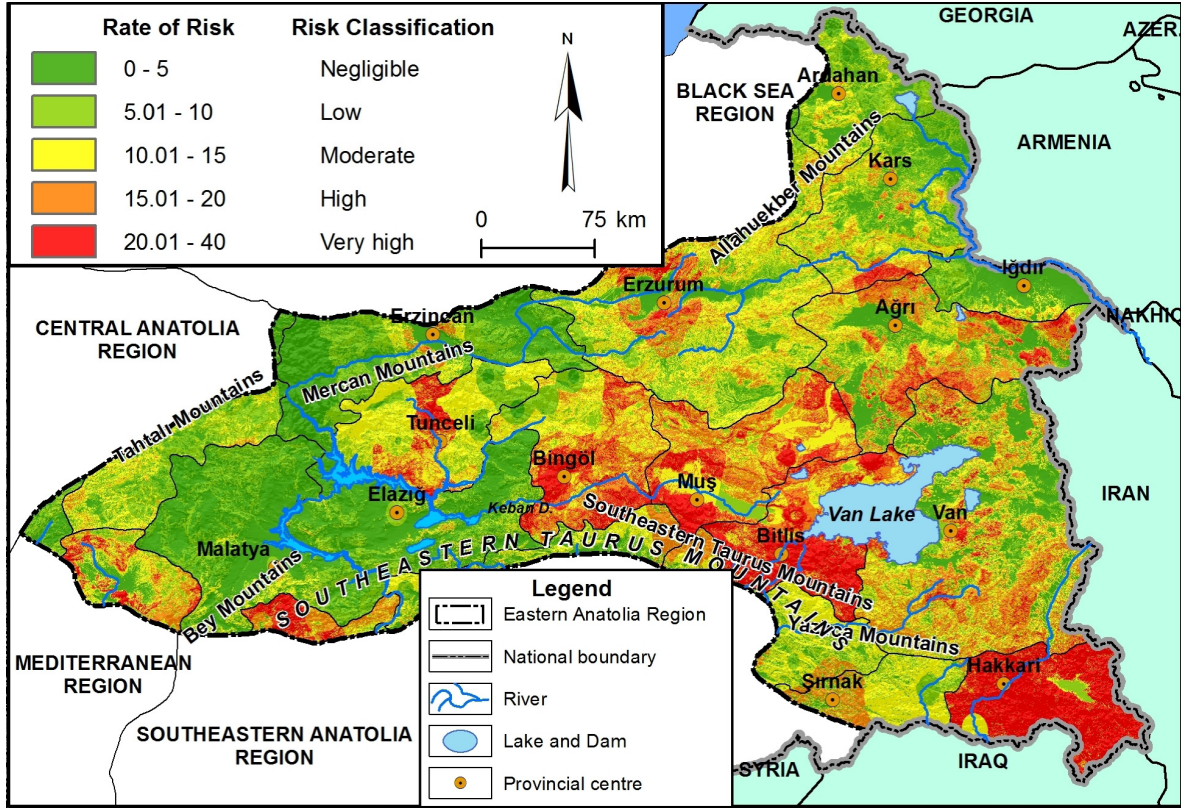 Rate of Risk
Risk Classification
0 - 5
Negligible
5.01 - 10
Low
10.01 - 15
Moderate
15.01 - 20
High
20.01 - 40
Very high
N
0
75 km
GEORGIA
AZER.
BLACK SEA
REGION
Ardahan
ARMENIA
Kars
Allahuekber Mountains
Iğdır
Erzurum
Ağrı
NAKHIC
CENTRAL ANATOLIA
REGION
Erzincan
Mercan Mountains
Tahtalı Mountains
Tunceli
Bingöl
Muş
Elazığ
Keban D.
Van Lake
Van
IRAN
Bitlis
Malatya
Southeastern Taurus Mountains
SOUTHEASTERN TAURUS MOUNTAINS
Bey Mountains
Yazlıca Mountains
Hakkari
Şırnak
MEDITERRANEAN
REGION
SOUTHEASTERN ANATOLIA
REGION
SYRIA
IRAQ
Legend
Eastern Anatolia Region
National boundary
River
Lake and Dam
Provincial centre